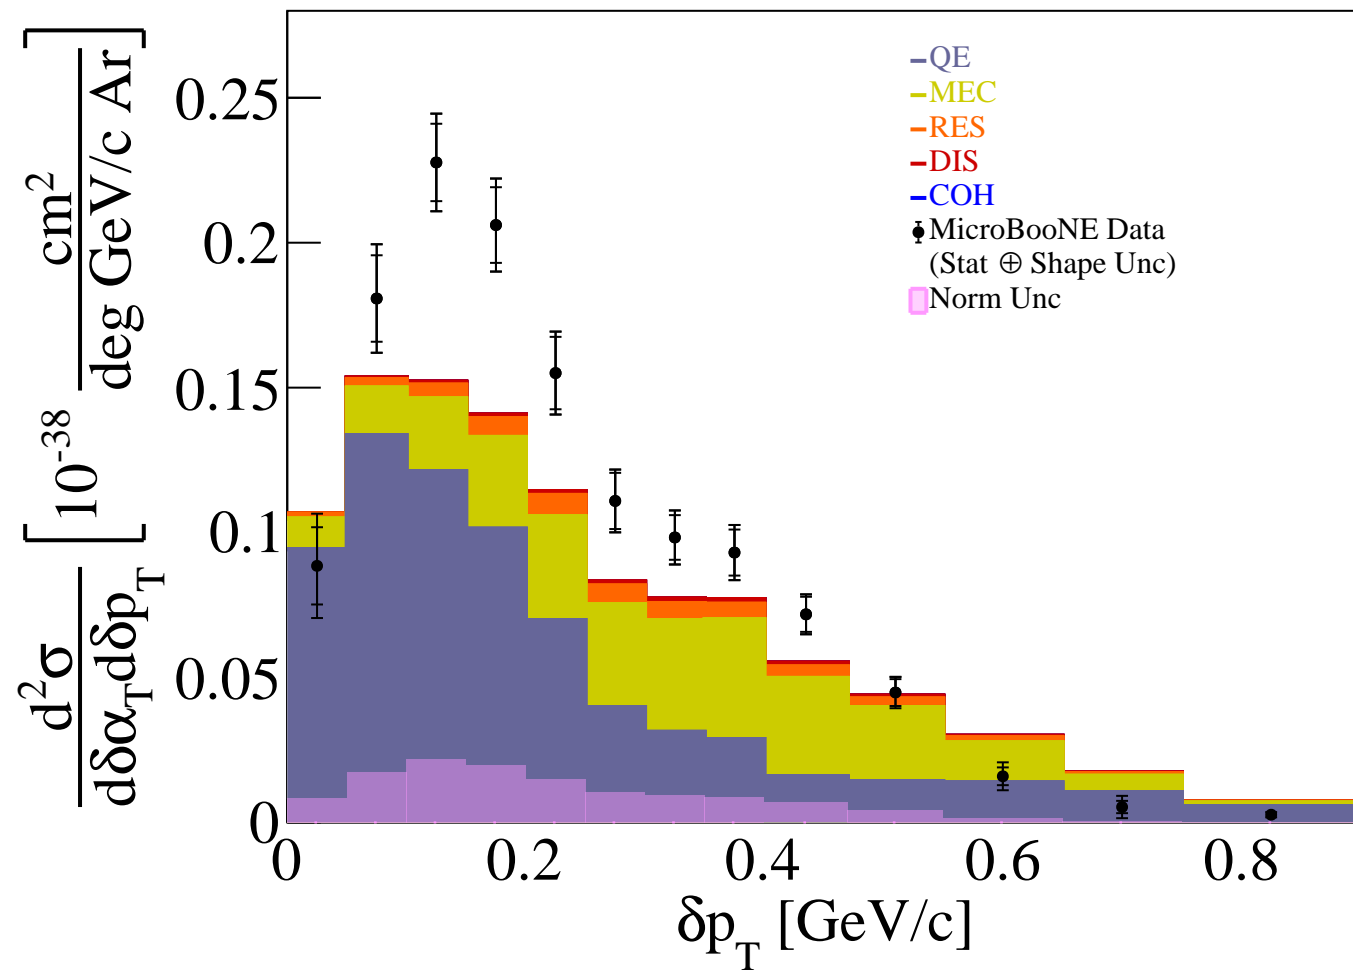 d²σ / dδα_T dδp_T [10⁻³⁸ cm² / deg GeV/c Ar]
0.25
0.2
0.15
0.1
0.05
0
QE
MEC
RES
DIS
COH
MicroBooNE Data
(Stat ⊕ Shape Unc)
Norm Unc
0 0.2 0.4 0.6 0.8
δp_T [GeV/c]